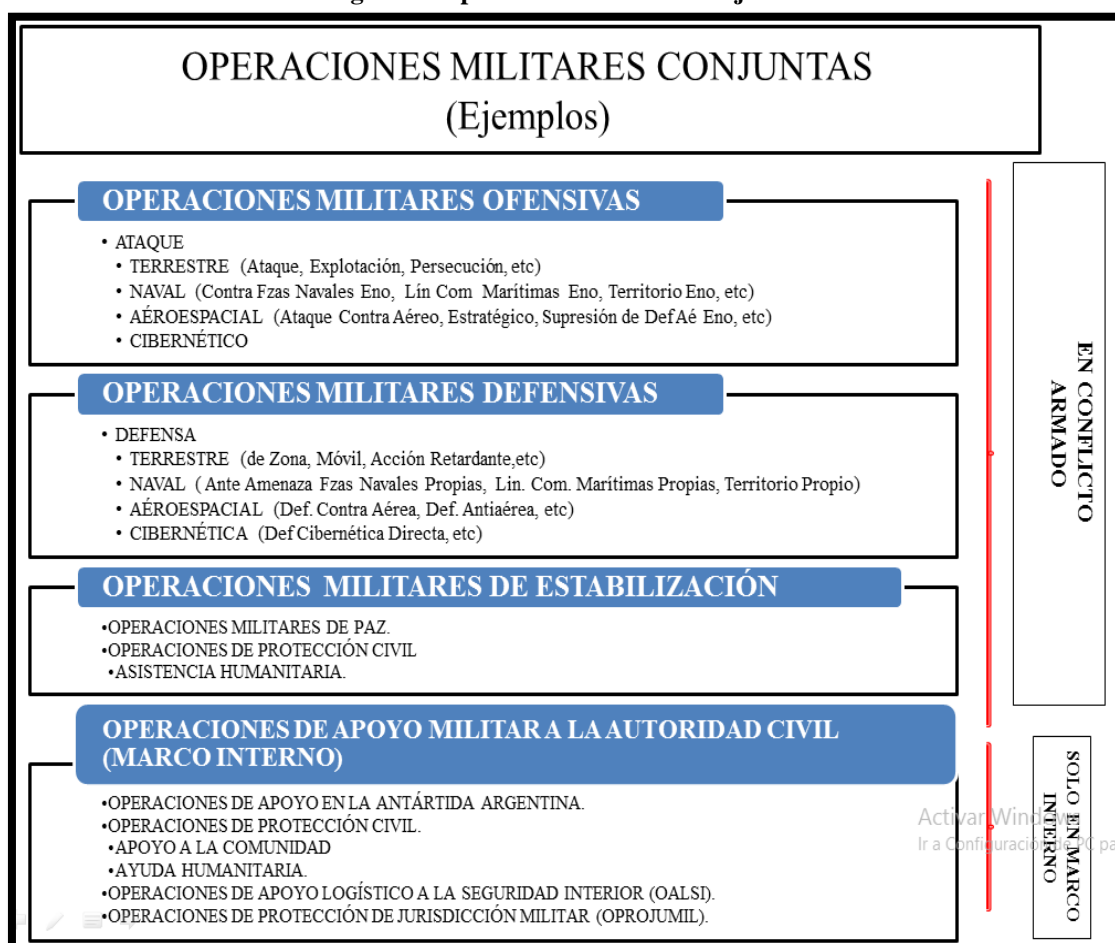 OPERACIONES MILITARES CONJUNTAS
(Ejemplos)
OPERACIONES MILITARES OFENSIVAS
• ATAQUE
• TERRESTRE (Ataque, Explotación, Persecución, etc)
• NAVAL (Contra Fzas Navales Eno, Lín Com Marítimas Eno, Territorio Eno, etc)
• AÉROESPACIAL (Ataque Contra Aéreo, Estratégico, Supresión de Def Aé Eno, etc)
• CIBERNÉTICO
OPERACIONES MILITARES DEFENSIVAS
• DEFENSA
• TERRESTRE (de Zona, Móvil, Acción Retardante,etc)
• NAVAL ( Ante Amenaza Fzas Navales Propias, Lin. Com. Marítimas Propias, Territorio Propio)
• AÉROESPACIAL (Def. Contra Aérea, Def. Antiaérea, etc)
• CIBERNÉTICA (Def Cibernética Directa, etc)
OPERACIONES MILITARES DE ESTABILIZACIÓN
•OPERACIONES MILITARES DE PAZ.
•OPERACIONES DE PROTECCIÓN CIVIL
•ASISTENCIA HUMANITARIA.
EN CONFLICTO
ARMADO
OPERACIONES DE APOYO MILITAR A LA AUTORIDAD CIVIL
(MARCO INTERNO)
•OPERACIONES DE APOYO EN LA ANTÁRTIDA ARGENTINA.
•OPERACIONES DE PROTECCIÓN CIVIL.
•APOYO A LA COMUNIDAD
•AYUDA HUMANITARIA.
•OPERACIONES DE APOYO LOGÍSTICO A LA SEGURIDAD INTERIOR (OALSI).
•OPERACIONES DE PROTECCIÓN DE JURISDICCIÓN MILITAR (OPROJUMIL).
SOLO EN MARCO
INTERNO
Activar Windows
Ir a Configuración de PC pa